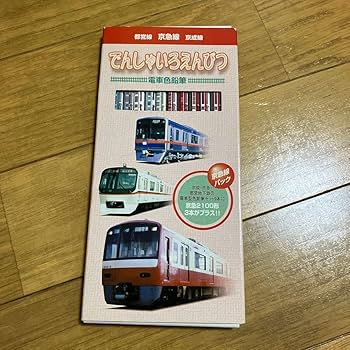 都営線 京急線 京成線
でんしゃいろえんぴつ
電車色鉛筆
京急線
パック
京急2100形
3本がプラス!!